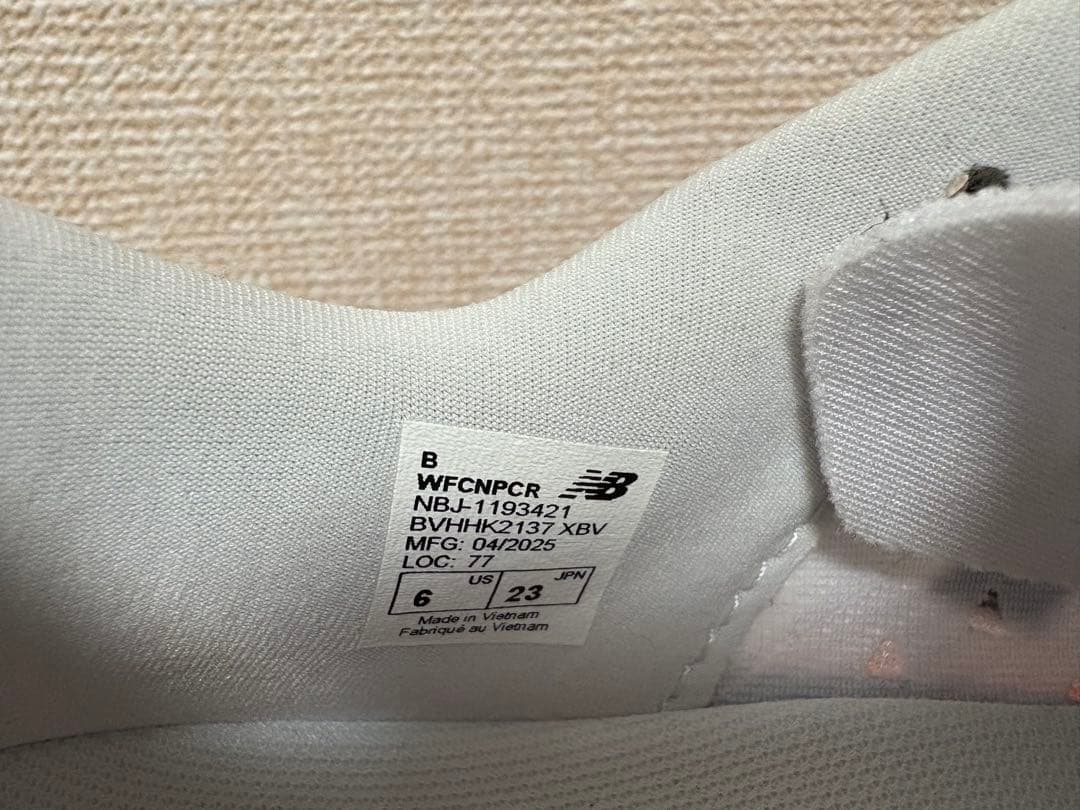 B
WFCNPCR NB
NBJ-1193421
BVHHK2137 XBV
MFG: 04/2025
LOC: 77
6 US 23 JPN
Made in Vietnam
Fabriqué au Vietnam